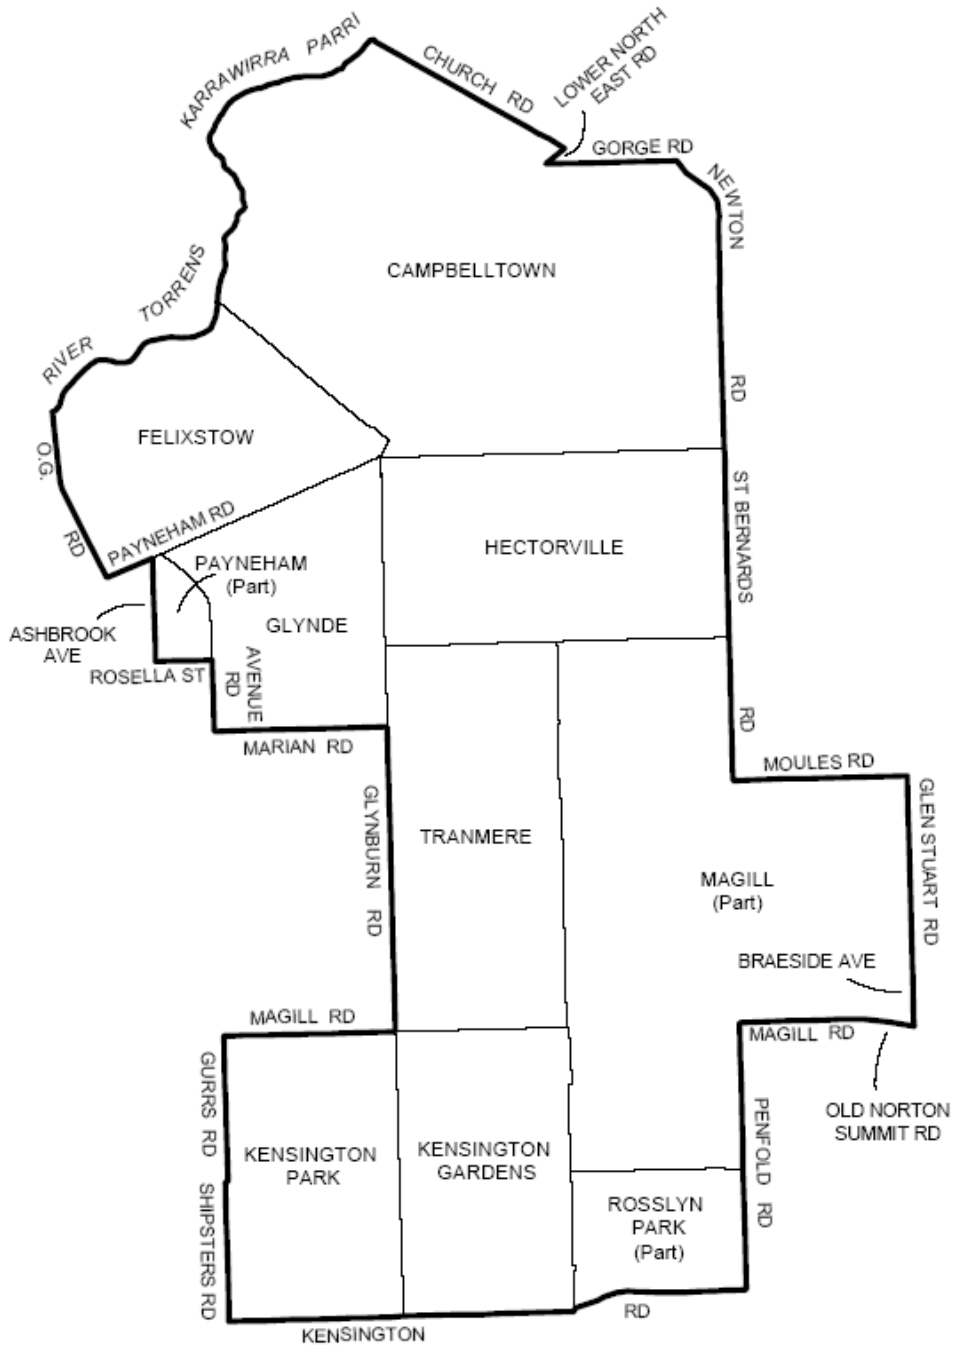 KARRAWIRRA PARRI
CHURCH RD
LOWER NORTH
EAST RD
GORGE RD
NEWTON
RD
CAMPBELLTOWN
RIVER TORRENS
O.G.
RD
FELIXSTOW
PAYNEHAM RD
PAYNEHAM
(Part)
GLYNDE
HECTORVILLE
ST BERNARDS
RD
ASHBROOK
AVE
ROSELLA ST
AVENUE
RD
MARIAN RD
MOULES RD
GLYNBURN RD
TRANMERE
MAGILL
(Part)
GLEN STUART RD
BRAESIDE AVE
MAGILL RD
MAGILL RD
OLD NORTON
SUMMIT RD
GURRS RD
SHIPSTERS RD
KENSINGTON
PARK
KENSINGTON
GARDENS
PENFOLD RD
ROSSLYN
PARK
(Part)
KENSINGTON RD